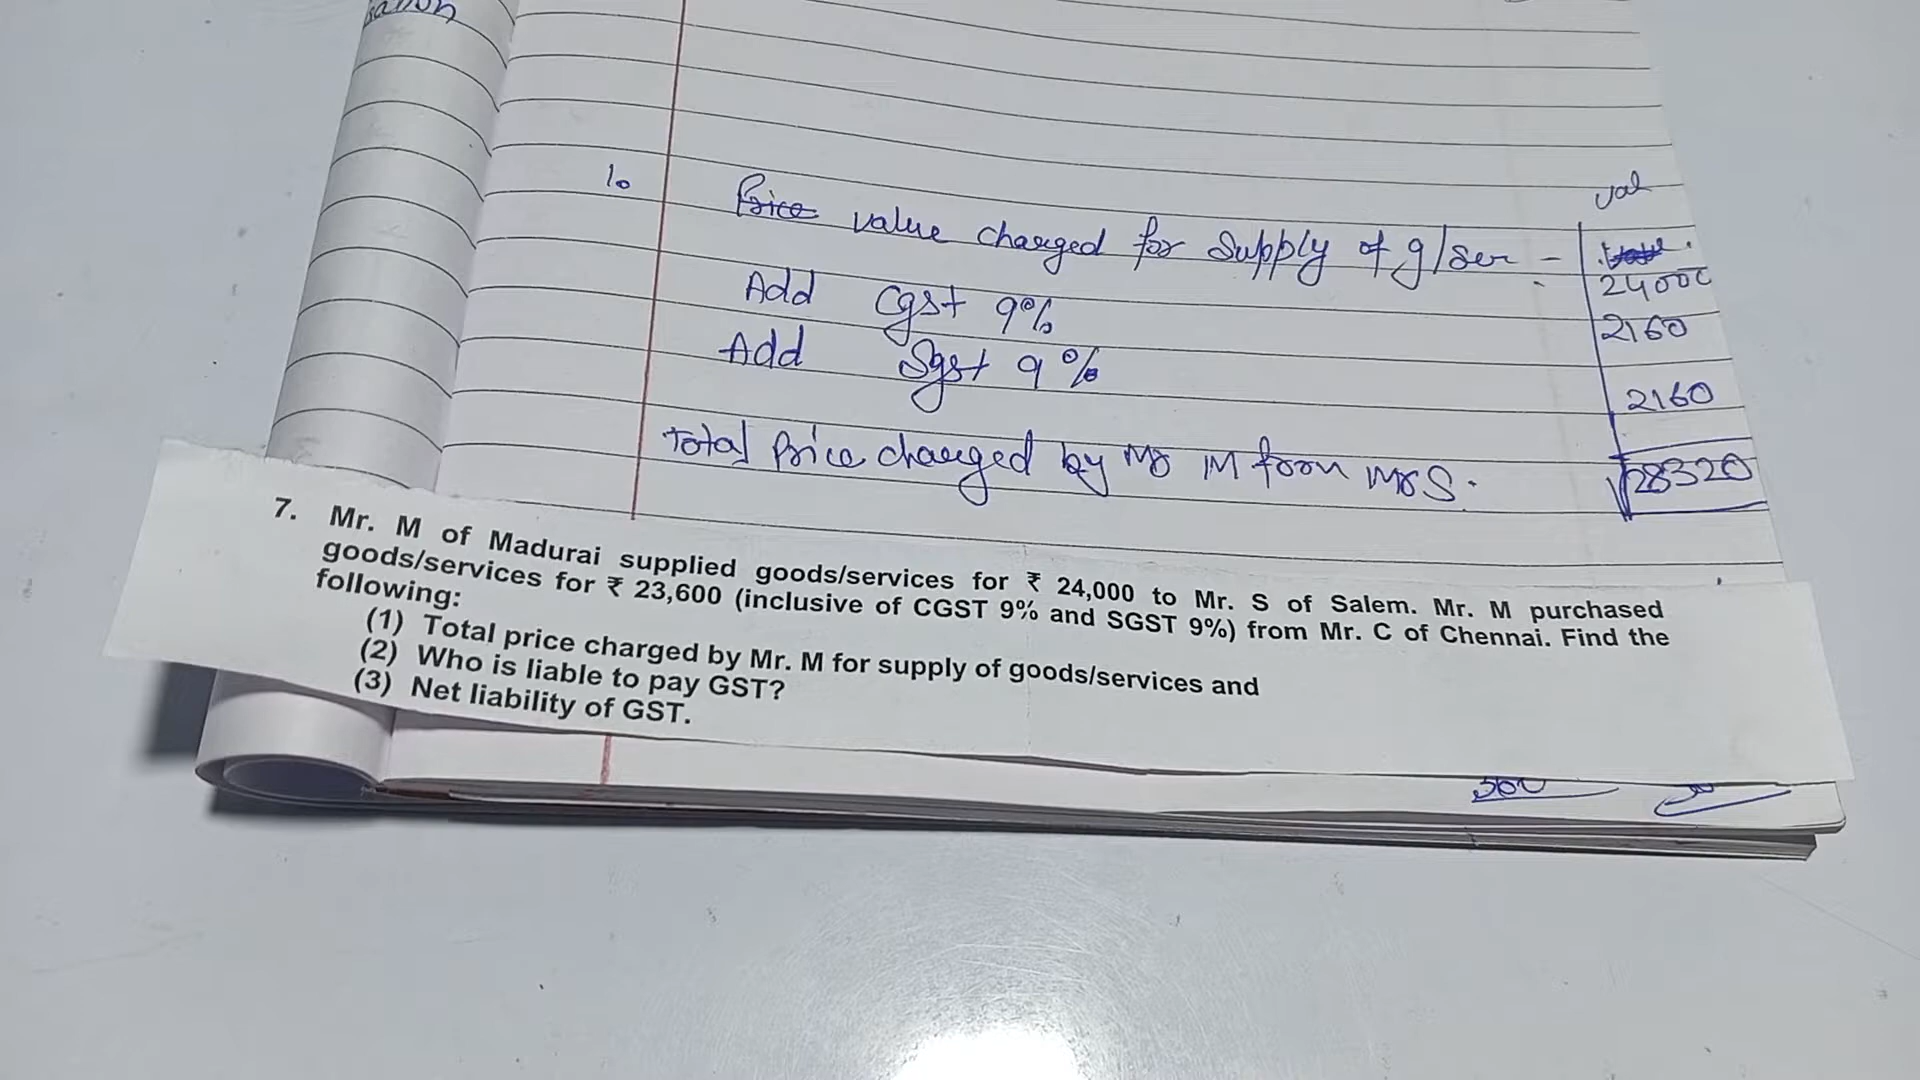 val
1. Price value charged for Supply of g/ser -
24000
Add Cgst 9% 2160
Add Sgst 9% 2160
Total Price charged by Mr M from Mr S. 28320
7. Mr. M of Madurai supplied goods/services for ₹ 24,000 to Mr. S of Salem. Mr. M purchased
goods/services for ₹ 23,600 (inclusive of CGST 9% and SGST 9%) from Mr. C of Chennai. Find the
following:
(1) Total price charged by Mr. M for supply of goods/services and
(2) Who is liable to pay GST?
(3) Net liability of GST.